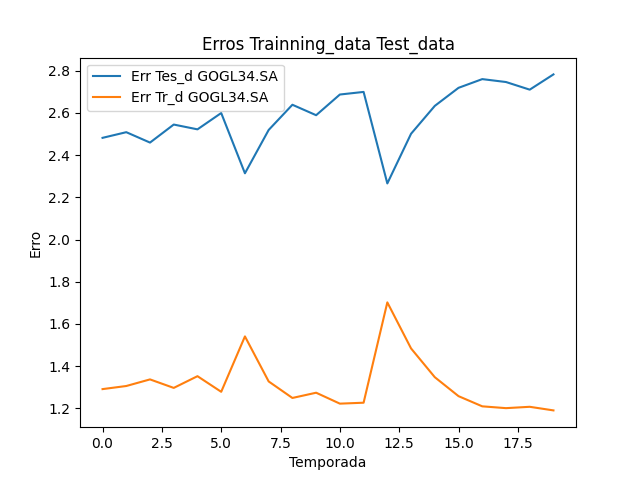 Erros Trainning_data Test_data
Err Tes_d GOGL34.SA
Err Tr_d GOGL34.SA
2.8
2.6
2.4
2.2
2.0
1.8
1.6
1.4
1.2
Erro
0.0 2.5 5.0 7.5 10.0 12.5 15.0 17.5
Temporada